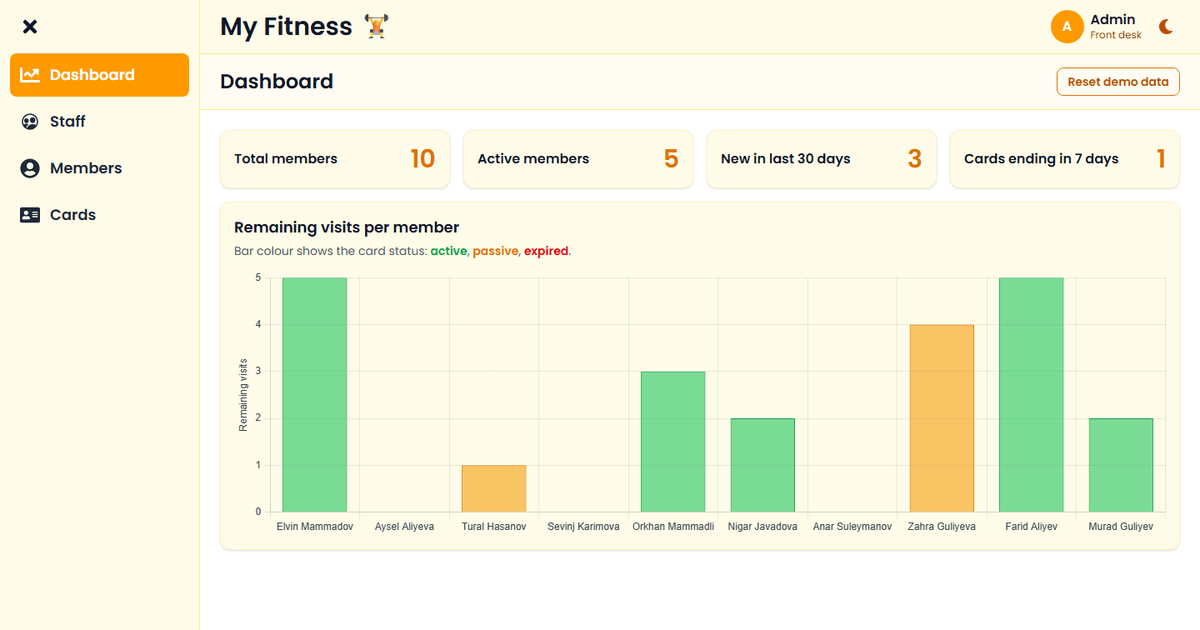 My Fitness
A
Admin
Front desk
Dashboard
Staff
Members
Cards
Dashboard
Reset demo data
Total members 10
Active members 5
New in last 30 days 3
Cards ending in 7 days 1
Remaining visits per member
Bar colour shows the card status: active, passive, expired.
Remaining visits
5
4
3
2
1
0
Elvin Mammadov
Aysel Aliyeva
Tural Hasanov
Sevinj Karimova
Orkhan Mammadli
Nigar Javadova
Anar Suleymanov
Zahra Guliyeva
Farid Aliyev
Murad Guliyev